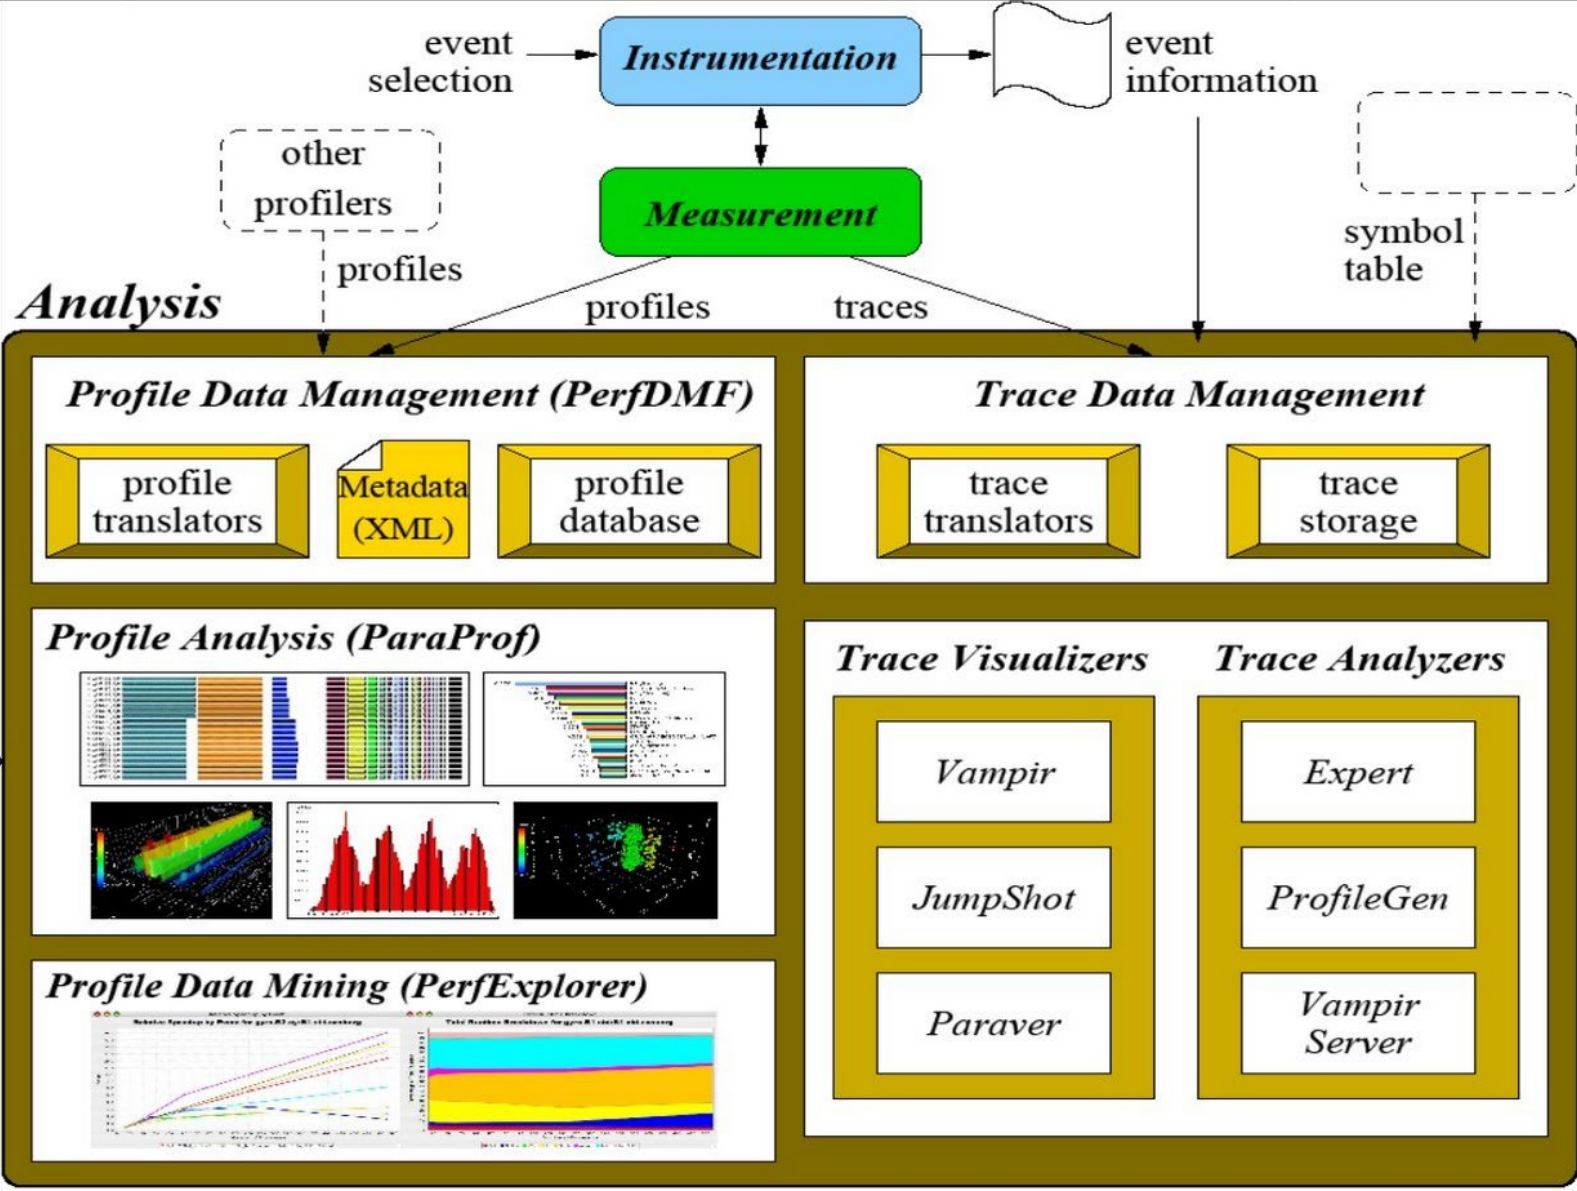 event
selection
Instrumentation
event
information
other
profilers
Measurement
profiles
symbol
table
Analysis
profiles
traces
Profile Data Management (PerfDMF)
profile
translators
Metadata
(XML)
profile
database
Trace Data Management
trace
translators
trace
storage
Profile Analysis (ParaProf)
Profile Data Mining (PerfExplorer)
Trace Visualizers
Vampir
JumpShot
Paraver
Trace Analyzers
Expert
ProfileGen
Vampir
Server